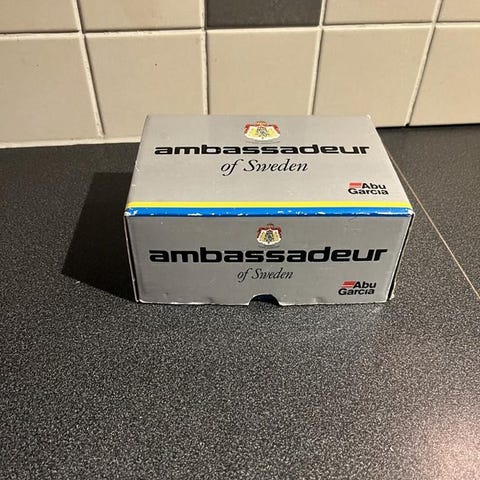 ambassadeur
of Sweden
Abu
Garcia
ambassadeur
of Sweden
Abu
Garcia